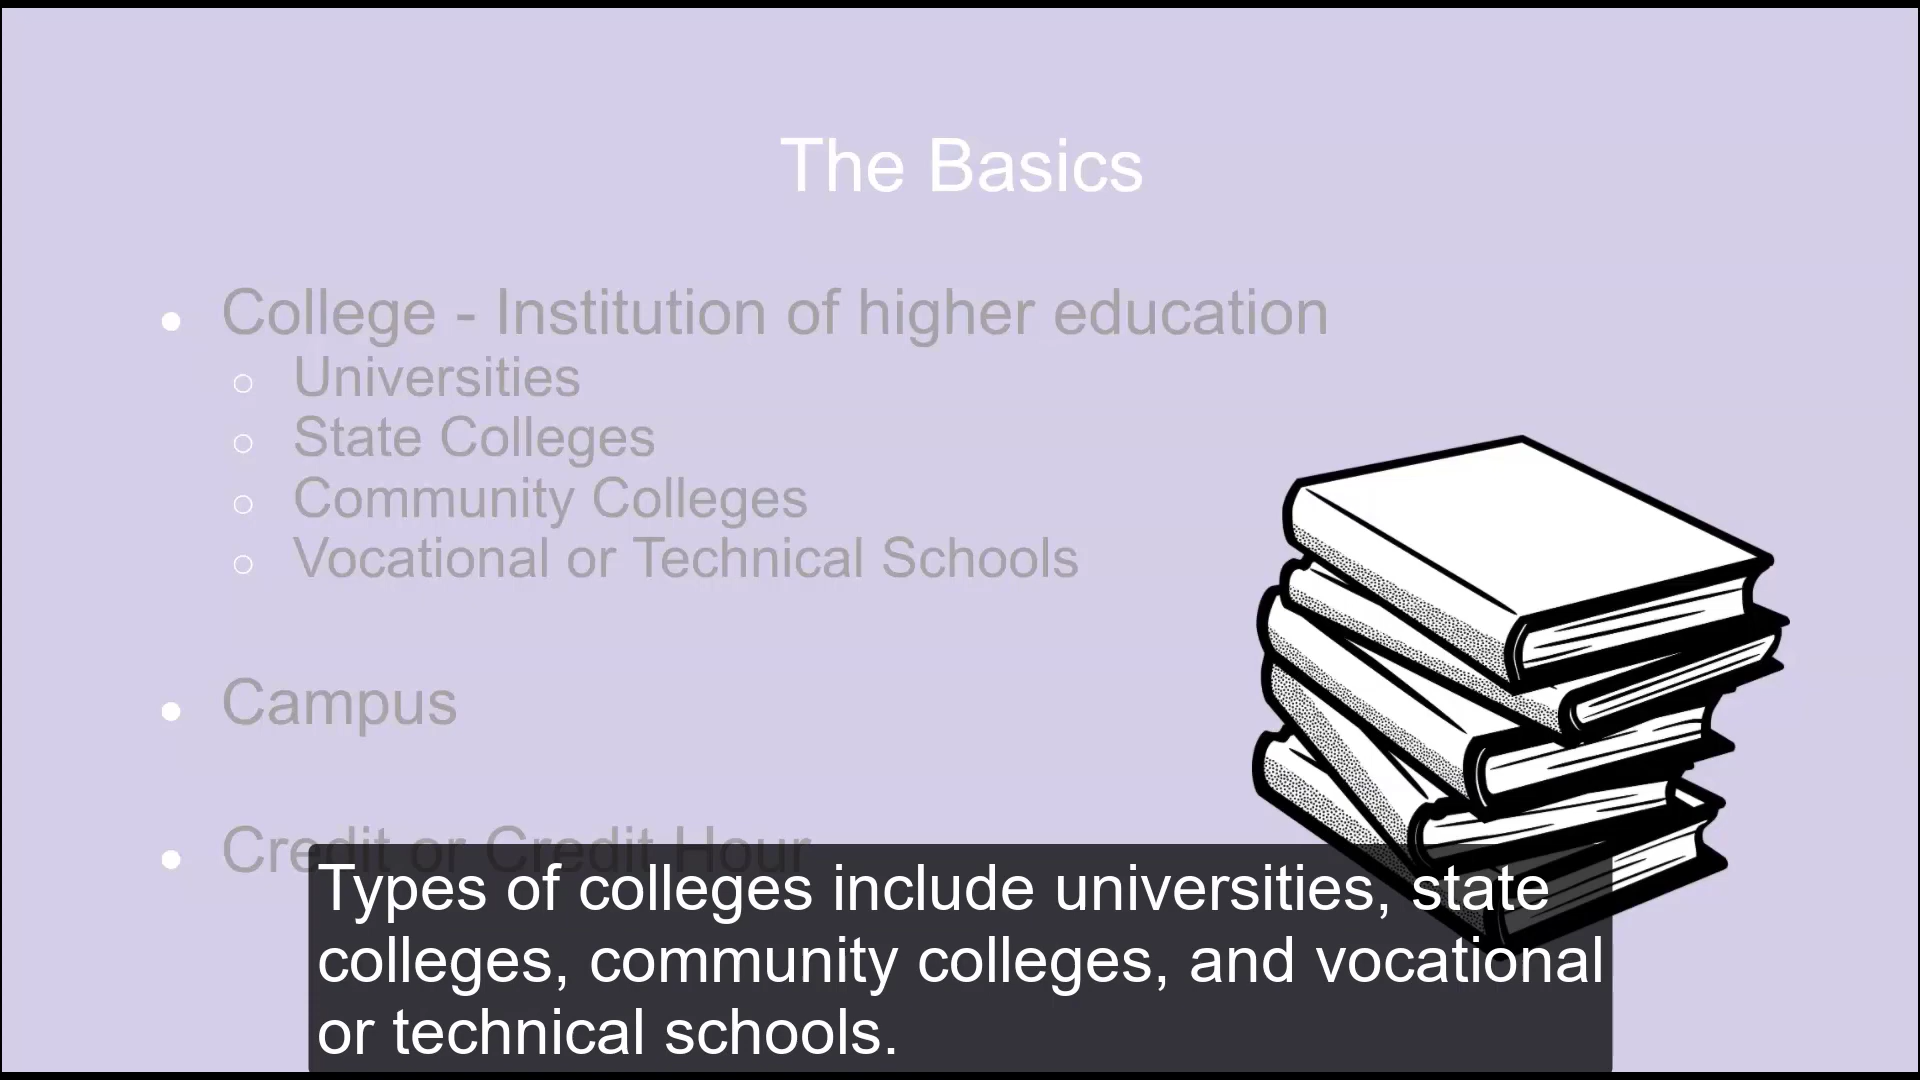 The Basics
College - Institution of higher education
Universities
State Colleges
Community Colleges
Vocational or Technical Schools
Campus
Credit or Credit Hour
Types of colleges include universities, state
colleges, community colleges, and vocational
or technical schools.